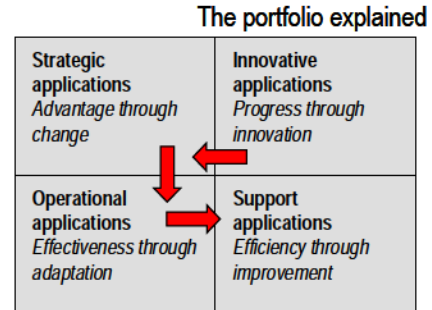 The portfolio explained
Strategic
applications
Advantage through
change
Innovative
applications
Progress through
innovation
Operational
applications
Effectiveness through
adaptation
Support
applications
Efficiency through
improvement